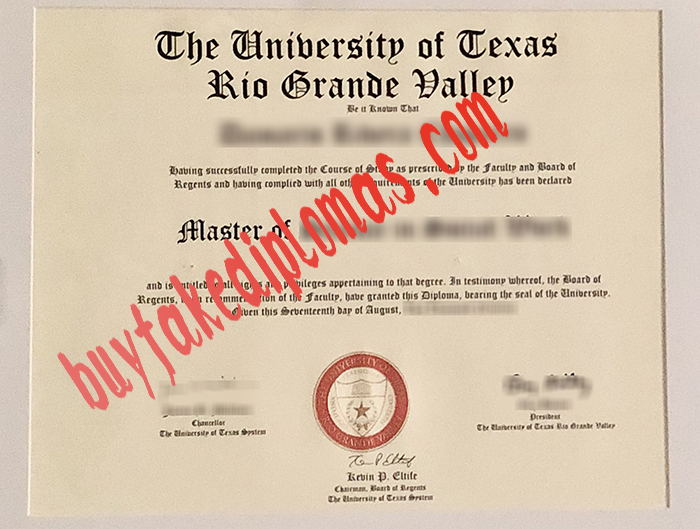 The University of Texas
Rio Grande Valley
Be it Known That
Having successfully completed the Course of Study as prescribed by the Faculty and Board of
Regents and having complied with all other requirements of the University has been declared
Master of
and is entitled to all rights and privileges appertaining to that degree. In testimony whereof, the Board of
Regents, upon recommendation of the Faculty, have granted this Diploma, bearing the seal of the University.
Given this Seventeenth day of August,
buyfakediplomas.com
Chancellor
The University of Texas System
President
The University of Texas Rio Grande Valley
Kevin P. Eltife
Chairman, Board of Regents
The University of Texas System